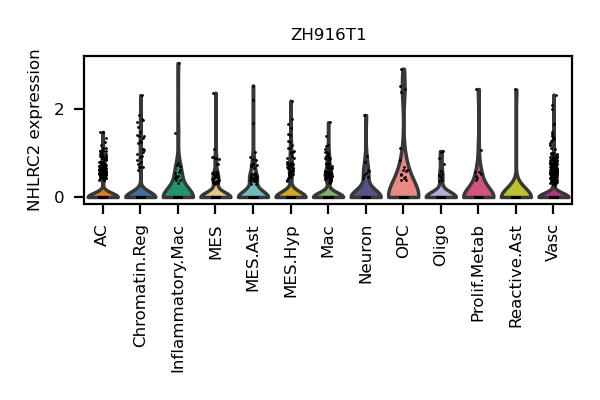 ZH916T1
NHLRC2 expression
2
0
AC
Chromatin.Reg
Inflammatory.Mac
MES
MES.Ast
MES.Hyp
Mac
Neuron
OPC
Oligo
Prolif.Metab
Reactive.Ast
Vasc